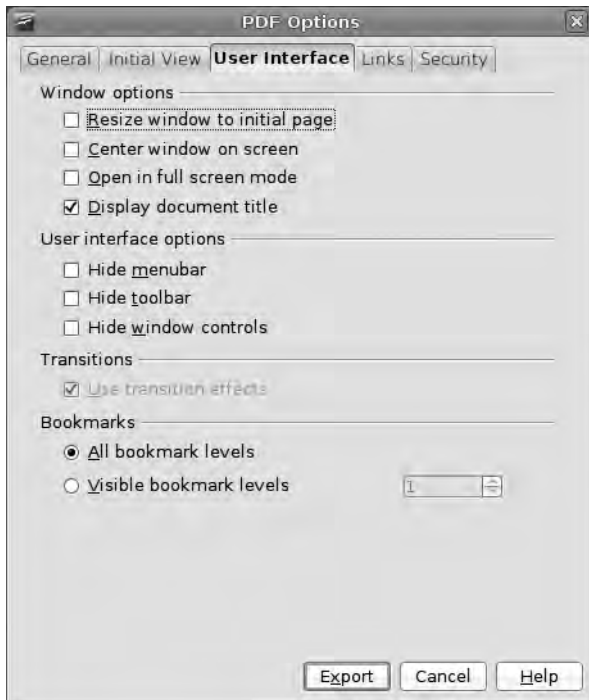 PDF Options
General Initial View User Interface Links Security
Window options
Resize window to initial page
Center window on screen
Open in full screen mode
Display document title
User interface options
Hide menubar
Hide toolbar
Hide window controls
Transitions
Use transition effects
Bookmarks
All bookmark levels
Visible bookmark levels 1
Export Cancel Help